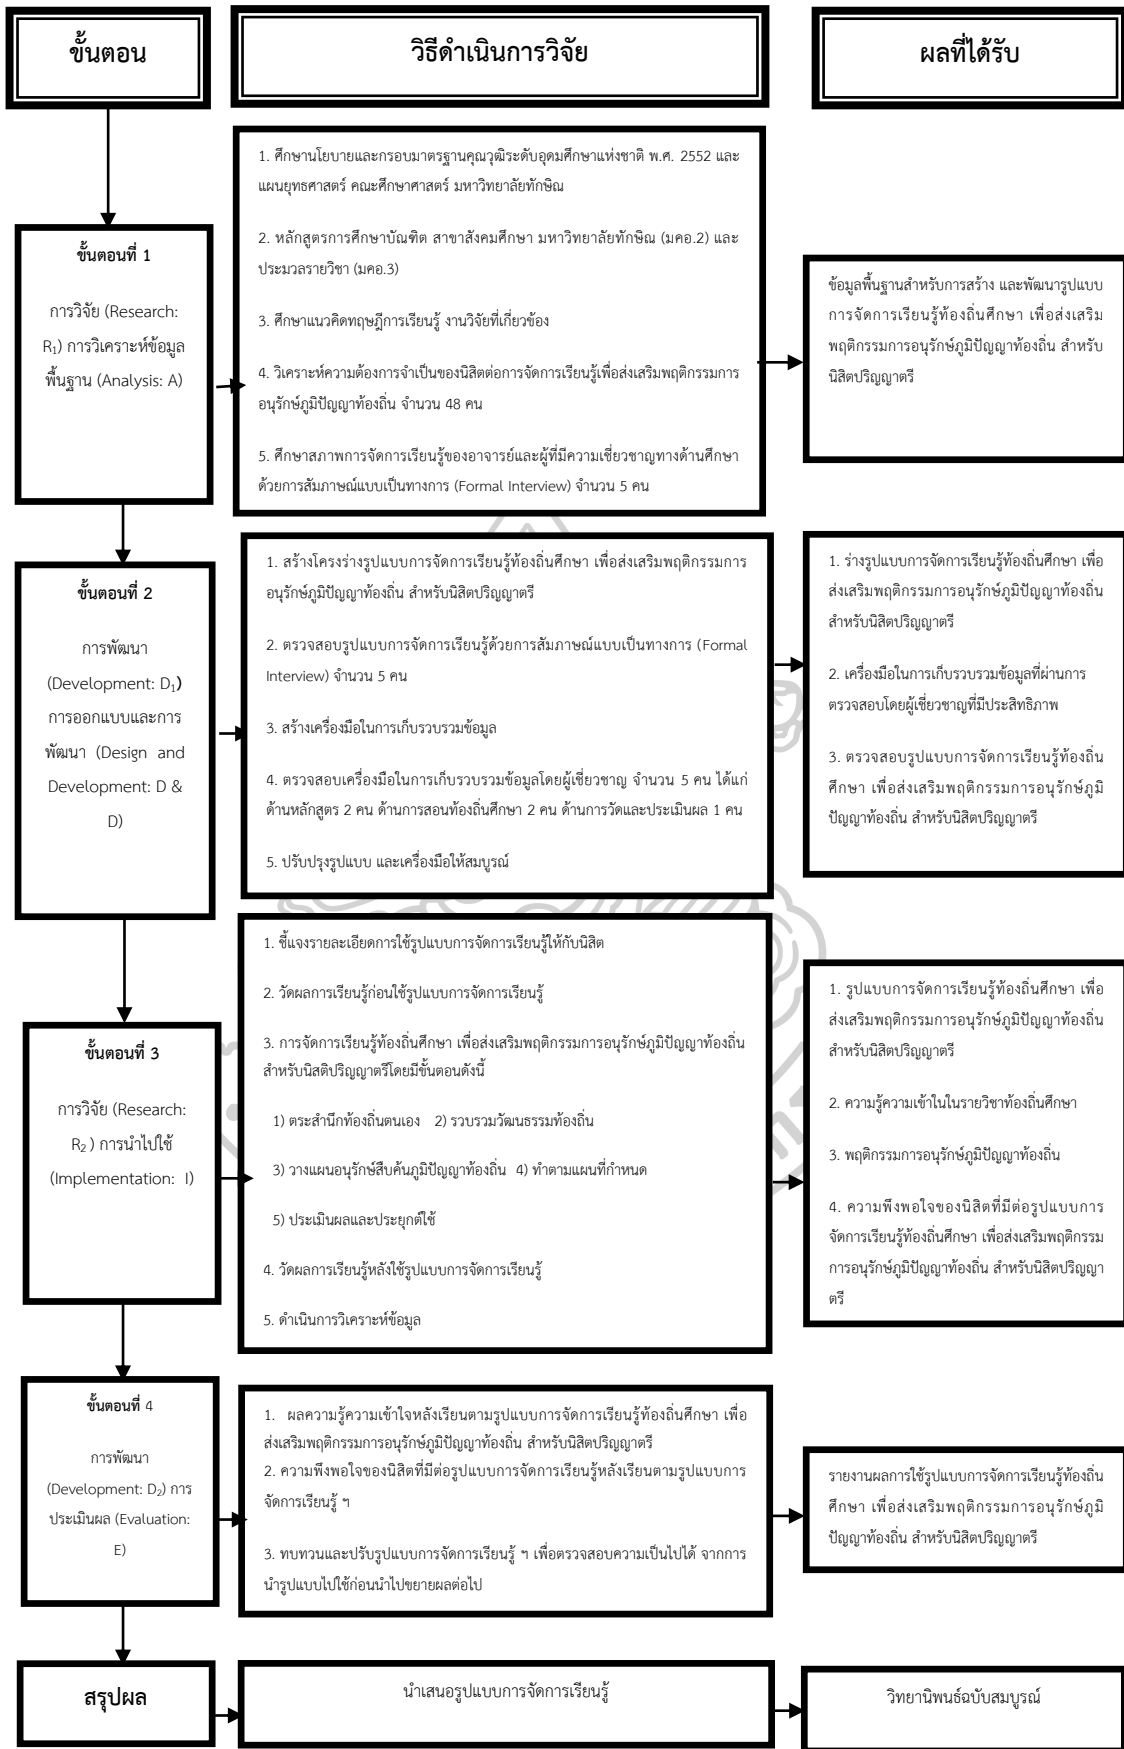 ขั้นตอน
วิธีดำเนินการวิจัย
ผลที่ได้รับ
ขั้นตอนที่ 1
การวิจัย (Research:
R₁) การวิเคราะห์ข้อมูล
พื้นฐาน (Analysis: A)
1. ศึกษานโยบายและกรอบมาตรฐานคุณวุฒิระดับอุดมศึกษาแห่งชาติ พ.ศ. 2552 และ
แผนยุทธศาสตร์ คณะศึกษาศาสตร์ มหาวิทยาลัยทักษิณ
2. หลักสูตรการศึกษาบัณฑิต สาขาสังคมศึกษา มหาวิทยาลัยทักษิณ (มคอ.2) และ
ประมวลรายวิชา (มคอ.3)
3. ศึกษาแนวคิดทฤษฎีการเรียนรู้ งานวิจัยที่เกี่ยวข้อง
4. วิเคราะห์ความต้องการจำเป็นของนิสิตต่อการจัดการเรียนรู้เพื่อส่งเสริมพฤติกรรมการ
อนุรักษ์ภูมิปัญญาท้องถิ่น จำนวน 48 คน
5. ศึกษาสภาพการจัดการเรียนรู้ของอาจารย์และผู้ที่มีความเชี่ยวชาญทางด้านศึกษา
ด้วยการสัมภาษณ์แบบเป็นทางการ (Formal Interview) จำนวน 5 คน
ข้อมูลพื้นฐานสำหรับการสร้าง และพัฒนารูปแบบ
การจัดการเรียนรู้ท้องถิ่นศึกษา เพื่อส่งเสริม
พฤติกรรมการอนุรักษ์ภูมิปัญญาท้องถิ่น สำหรับ
นิสิตปริญญาตรี
ขั้นตอนที่ 2
การพัฒนา
(Development: D₁)
การออกแบบและการ
พัฒนา (Design and
Development: D &
D)
1. สร้างโครงร่างรูปแบบการจัดการเรียนรู้ท้องถิ่นศึกษา เพื่อส่งเสริมพฤติกรรมการ
อนุรักษ์ภูมิปัญญาท้องถิ่น สำหรับนิสิตปริญญาตรี
2. ตรวจสอบรูปแบบการจัดการเรียนรู้ด้วยการสัมภาษณ์แบบเป็นทางการ (Formal
Interview) จำนวน 5 คน
3. สร้างเครื่องมือในการเก็บรวบรวมข้อมูล
4. ตรวจสอบเครื่องมือในการเก็บรวบรวมข้อมูลโดยผู้เชี่ยวชาญ จำนวน 5 คน ได้แก่
ด้านหลักสูตร 2 คน ด้านการสอนท้องถิ่นศึกษา 2 คน ด้านการวัดและประเมินผล 1 คน
5. ปรับปรุงรูปแบบ และเครื่องมือให้สมบูรณ์
1. ร่างรูปแบบการจัดการเรียนรู้ท้องถิ่นศึกษา เพื่อ
ส่งเสริมพฤติกรรมการอนุรักษ์ภูมิปัญญาท้องถิ่น
สำหรับนิสิตปริญญาตรี
2. เครื่องมือในการเก็บรวบรวมข้อมูลที่ผ่านการ
ตรวจสอบโดยผู้เชี่ยวชาญที่มีประสิทธิภาพ
3. ตรวจสอบรูปแบบการจัดการเรียนรู้ท้องถิ่น
ศึกษา เพื่อส่งเสริมพฤติกรรมการอนุรักษ์ภูมิ
ปัญญาท้องถิ่น สำหรับนิสิตปริญญาตรี
ขั้นตอนที่ 3
การวิจัย (Research:
R₂ ) การนำไปใช้
(Implementation: I)
1. ชี้แจงรายละเอียดการใช้รูปแบบการจัดการเรียนรู้ให้กับนิสิต
2. วัดผลการเรียนรู้ก่อนใช้รูปแบบการจัดการเรียนรู้
3. การจัดการเรียนรู้ท้องถิ่นศึกษา เพื่อส่งเสริมพฤติกรรมการอนุรักษ์ภูมิปัญญาท้องถิ่น
สำหรับนิสติปริญญาตรีโดยมีขั้นตอนดังนี้
1) ตระสำนึกท้องถิ่นตนเอง 2) รวบรวมวัฒนธรรมท้องถิ่น
3) วางแผนอนุรักษ์สืบค้นภูมิปัญญาท้องถิ่น 4) ทำตามแผนที่กำหนด
5) ประเมินผลและประยุกต์ใช้
4. วัดผลการเรียนรู้หลังใช้รูปแบบการจัดการเรียนรู้
5. ดำเนินการวิเคราะห์ข้อมูล
1. รูปแบบการจัดการเรียนรู้ท้องถิ่นศึกษา เพื่อ
ส่งเสริมพฤติกรรมการอนุรักษ์ภูมิปัญญาท้องถิ่น
สำหรับนิสิตปริญญาตรี
2. ความรู้ความเข้าในในรายวิชาท้องถิ่นศึกษา
3. พฤติกรรมการอนุรักษ์ภูมิปัญญาท้องถิ่น
4. ความพึงพอใจของนิสิตที่มีต่อรูปแบบการ
จัดการเรียนรู้ท้องถิ่นศึกษา เพื่อส่งเสริมพฤติกรรม
การอนุรักษ์ภูมิปัญญาท้องถิ่น สำหรับนิสิตปริญญา
ตรี
ขั้นตอนที่ 4
การพัฒนา
(Development: D₂) การ
ประเมินผล (Evaluation:
E)
1. ผลความรู้ความเข้าใจหลังเรียนตามรูปแบบการจัดการเรียนรู้ท้องถิ่นศึกษา เพื่อ
ส่งเสริมพฤติกรรมการอนุรักษ์ภูมิปัญญาท้องถิ่น สำหรับนิสิตปริญญาตรี
2. ความพึงพอใจของนิสิตที่มีต่อรูปแบบการจัดการเรียนรู้หลังเรียนตามรูปแบบการ
จัดการเรียนรู้ ฯ
3. ทบทวนและปรับรูปแบบการจัดการเรียนรู้ ฯ เพื่อตรวจสอบความเป็นไปได้ จากการ
นำรูปแบบไปใช้ก่อนนำไปขยายผลต่อไป
รายงานผลการใช้รูปแบบการจัดการเรียนรู้ท้องถิ่น
ศึกษา เพื่อส่งเสริมพฤติกรรมการอนุรักษ์ภูมิ
ปัญญาท้องถิ่น สำหรับนิสิตปริญญาตรี
สรุปผล
นำเสนอรูปแบบการจัดการเรียนรู้
วิทยานิพนธ์ฉบับสมบูรณ์